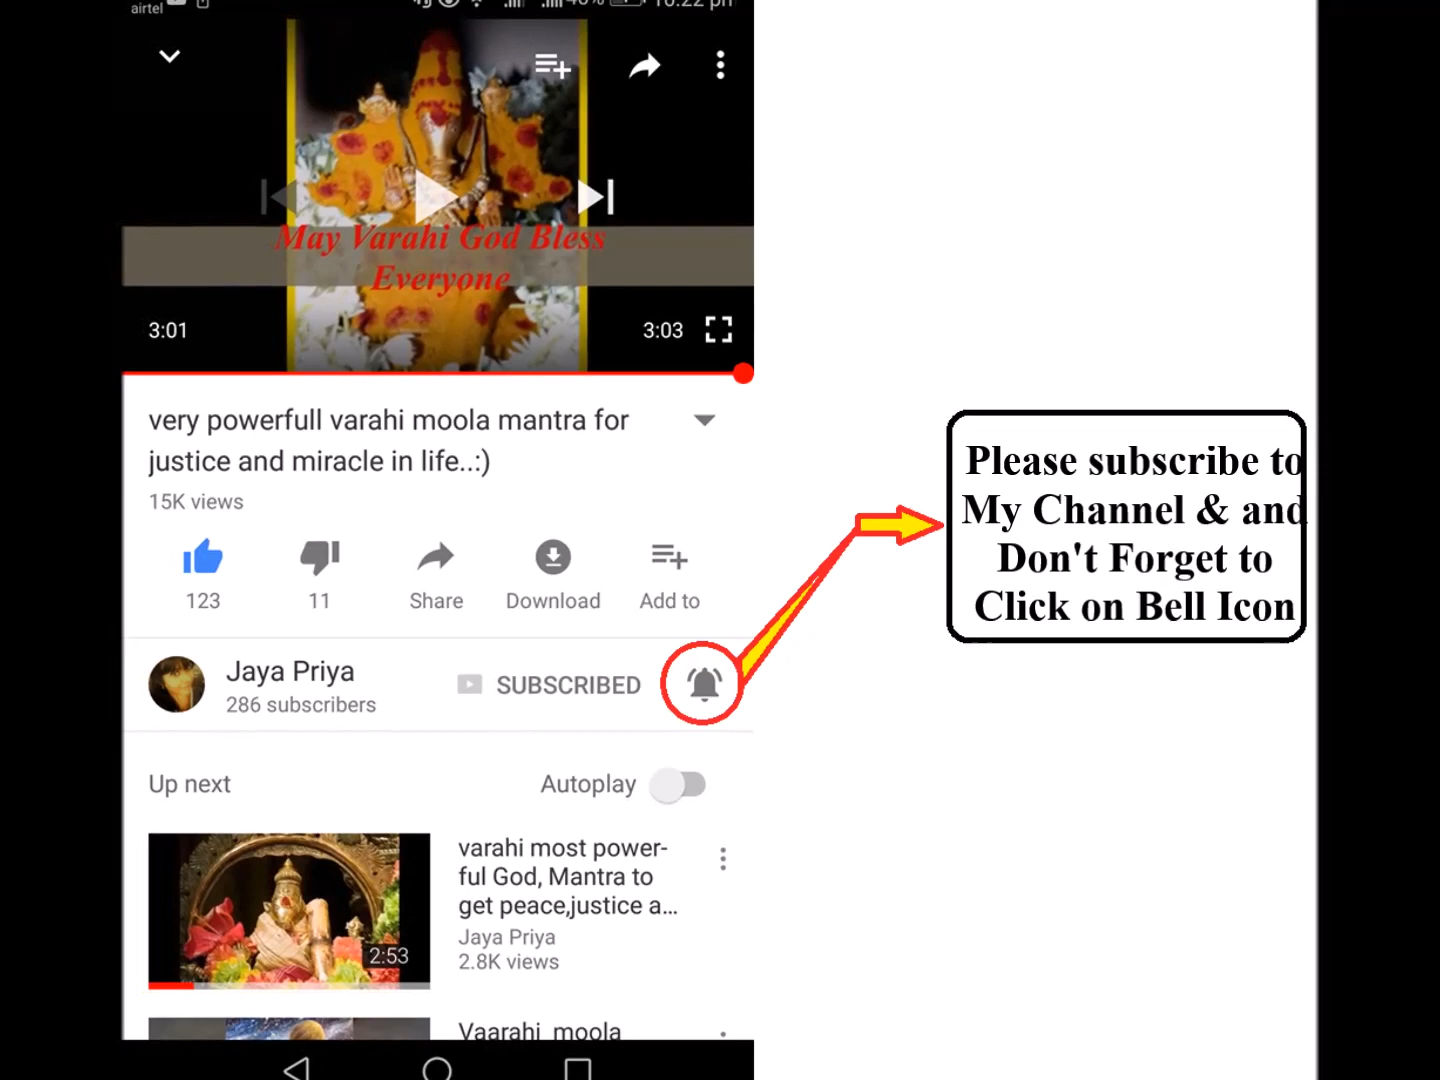 airtel
May Varahi God Bless
Everyone
3:01
3:03
very powerfull varahi moola mantra for
justice and miracle in life..:)
15K views
123
11
Share
Download
Add to
Jaya Priya
286 subscribers
SUBSCRIBED
Please subscribe to
My Channel & and
Don't Forget to
Click on Bell Icon
Up next
Autoplay
varahi most power-
ful God, Mantra to
get peace,justice a...
Jaya Priya
2.8K views
2:53
Vaarahi moola